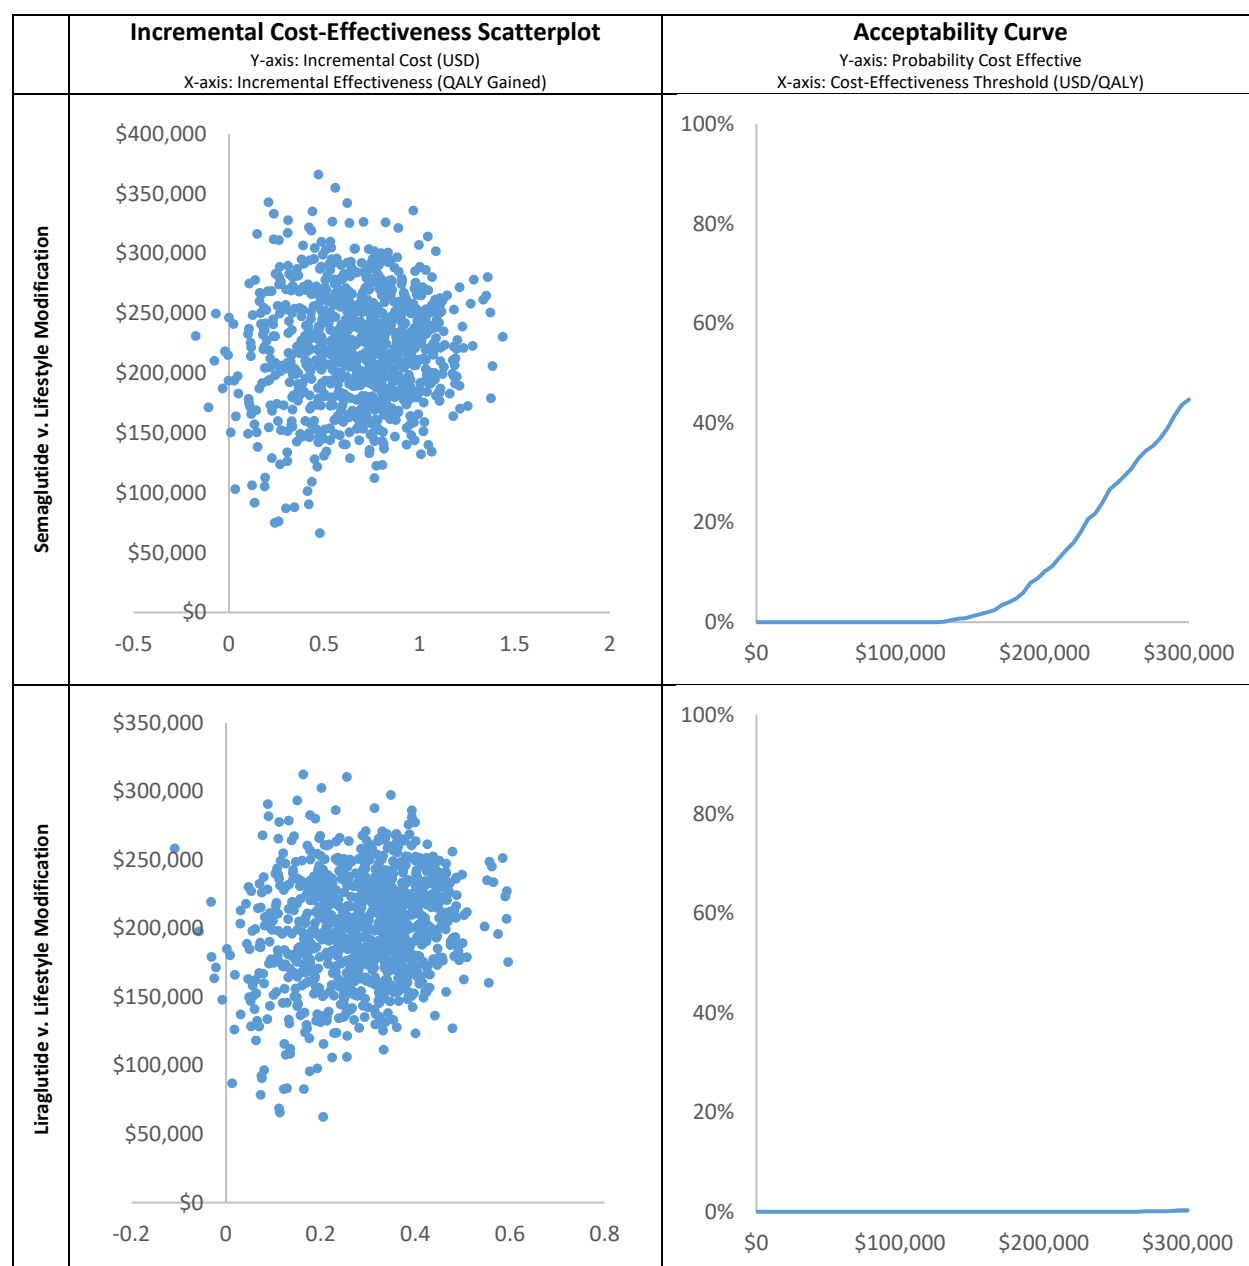 Incremental Cost-Effectiveness Scatterplot
Y-axis: Incremental Cost (USD)
X-axis: Incremental Effectiveness (QALY Gained)
Acceptability Curve
Y-axis: Probability Cost Effective
X-axis: Cost-Effectiveness Threshold (USD/QALY)
Semaglutide v. Lifestyle Modification
$400,000
$350,000
$300,000
$250,000
$200,000
$150,000
$100,000
$50,000
$0
-0.5 0 0.5 1 1.5 2
100%
80%
60%
40%
20%
0%
$0 $100,000 $200,000 $300,000
Liraglutide v. Lifestyle Modification
$350,000
$300,000
$250,000
$200,000
$150,000
$100,000
$50,000
$0
-0.2 0 0.2 0.4 0.6 0.8
100%
80%
60%
40%
20%
0%
$0 $100,000 $200,000 $300,000